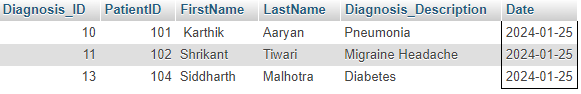 Diagnosis_ID PatientID FirstName LastName Diagnosis_Description Date
10 101 Karthik Aaryan Pneumonia 2024-01-25
11 102 Shrikant Tiwari Migraine Headache 2024-01-25
13 104 Siddharth Malhotra Diabetes 2024-01-25